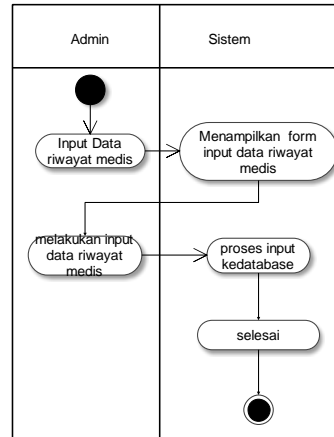 Admin
Sistem
Input Data
riwayat medis
Menampilkan form
input data riwayat
medis
melakukan input
data riwayat
medis
proses input
kedatabase
selesai